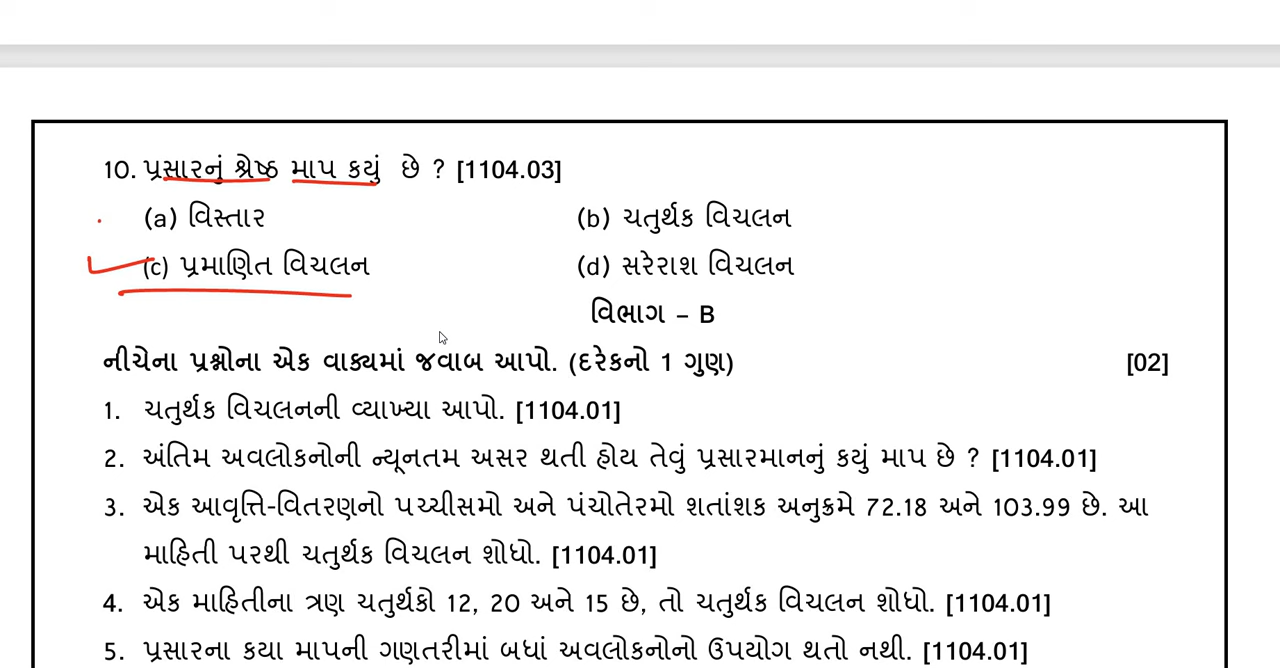 10. પ્રસારનું શ્રેષ્ઠ માપ કયું છે ? [1104.03]
(a) વિસ્તાર (b) ચતુર્થક વિચલન
(c) પ્રમાણિત વિચલન (d) સરેરાશ વિચલન
વિભાગ – B
નીચેના પ્રશ્નોના એક વાક્યમાં જવાબ આપો. (દરેકનો 1 ગુણ) [02]
1. ચતુર્થક વિચલનની વ્યાખ્યા આપો. [1104.01]
2. અંતિમ અવલોકનોની ન્યૂનતમ અસર થતી હોય તેવું પ્રસારમાનનું કયું માપ છે ? [1104.01]
3. એક આવૃત્તિ-વિતરણનો પચ્ચીસમો અને પંચોતેરમો શતાંશક અનુક્રમે 72.18 અને 103.99 છે. આ
માહિતી પરથી ચતુર્થક વિચલન શોધો. [1104.01]
4. એક માહિતીના ત્રણ ચતુર્થકો 12, 20 અને 15 છે, તો ચતુર્થક વિચલન શોધો. [1104.01]
5. પ્રસારના કયા માપની ગણતરીમાં બધાં અવલોકનોનો ઉપયોગ થતો નથી. [1104.01]